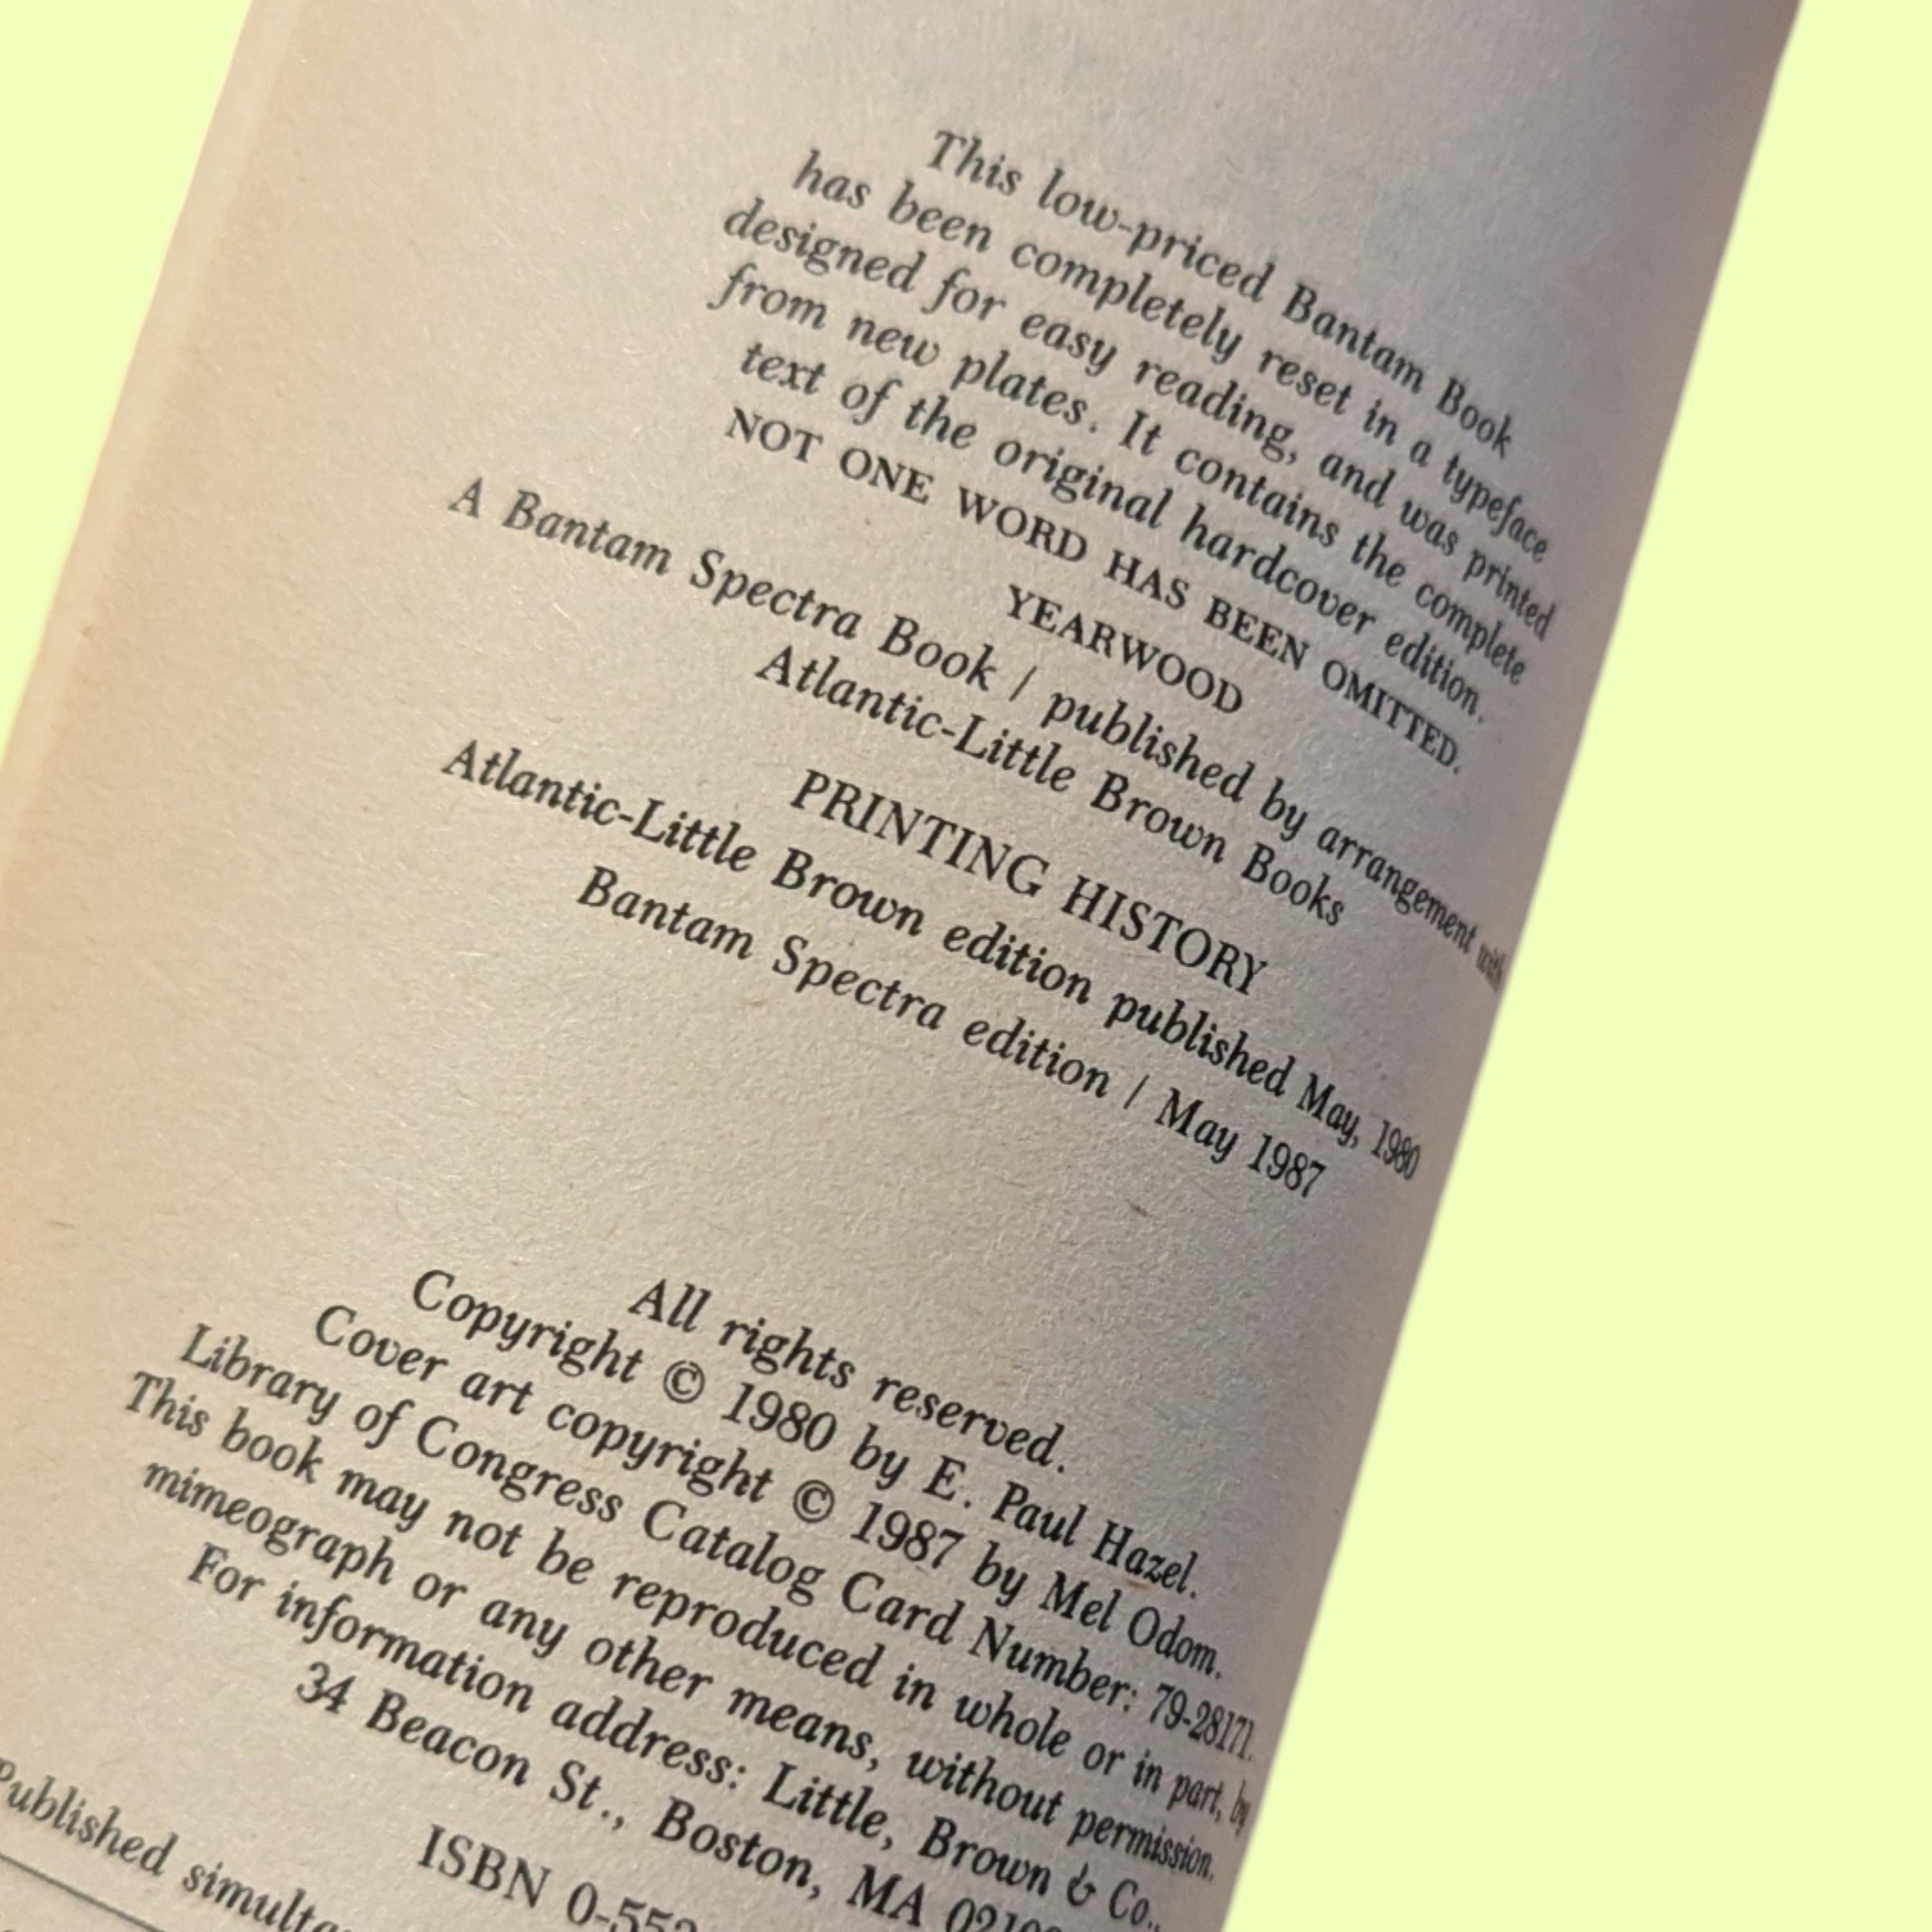 This low-priced Bantam Book
has been completely reset in a typeface
designed for easy reading, and was printed
from new plates. It contains the complete
text of the original hardcover edition.
NOT ONE WORD HAS BEEN OMITTED.
YEARWOOD
A Bantam Spectra Book / published by arrangement with
Atlantic-Little Brown Books
PRINTING HISTORY
Atlantic-Little Brown edition published May, 1980
Bantam Spectra edition / May 1987
All rights reserved.
Copyright © 1980 by E. Paul Hazel.
Cover art copyright © 1987 by Mel Odom.
Library of Congress Catalog Card Number: 79-28171.
This book may not be reproduced in whole or in part, by
mimeograph or any other means, without permission.
For information address: Little, Brown & Co.,
34 Beacon St., Boston, MA
ISBN 0-552
Published